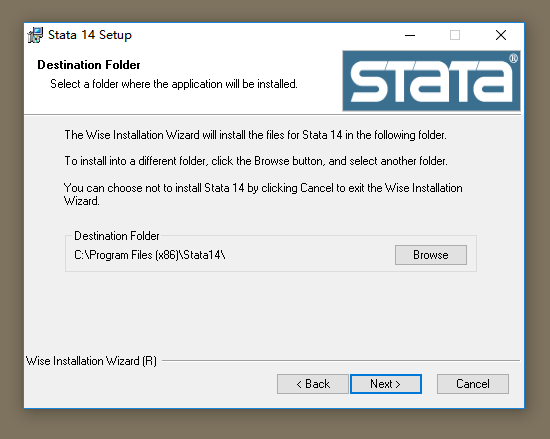 Stata 14 Setup
Destination Folder
Select a folder where the application will be installed.
STATA®
The Wise Installation Wizard will install the files for Stata 14 in the following folder.
To install into a different folder, click the Browse button, and select another folder.
You can choose not to install Stata 14 by clicking Cancel to exit the Wise Installation
Wizard.
Destination Folder
C:\Program Files (x86)\Stata14\
Browse
Wise Installation Wizard (R)
< Back
Next >
Cancel